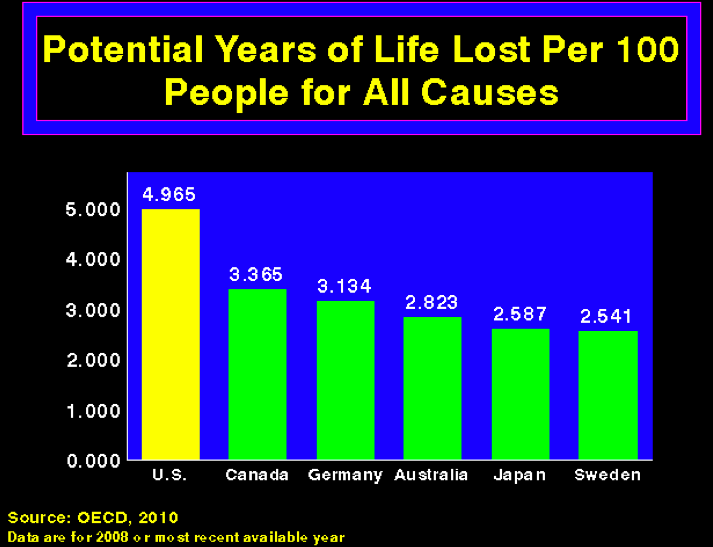 Potential Years of Life Lost Per 100
People for All Causes
5.000
4.000
3.000
2.000
1.000
0.000
4.965
3.365
3.134
2.823
2.587
2.541
U.S.
Canada
Germany
Australia
Japan
Sweden
Source: OECD, 2010
Data are for 2008 or most recent available year